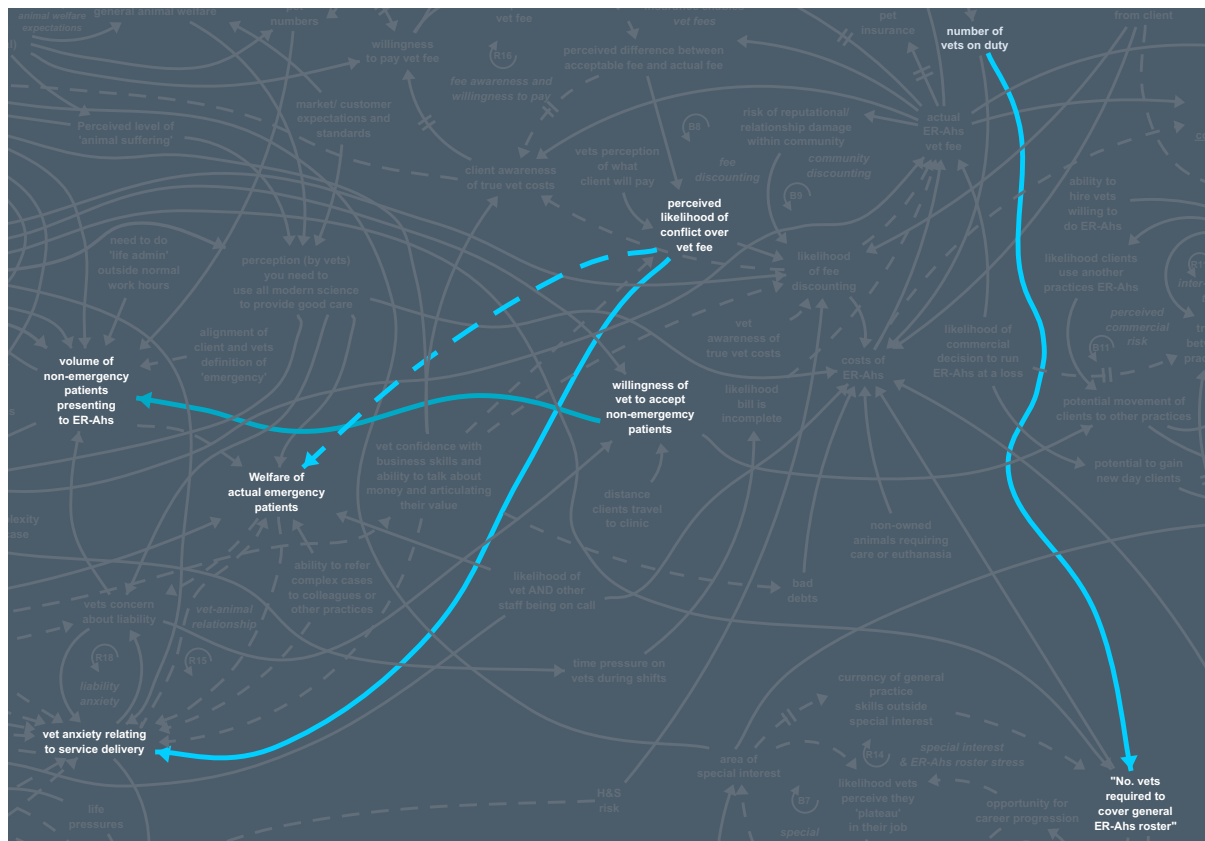 animal welfare
expectations
general animal welfare
pet
numbers
vet fee
vet fees
pet
insurance
number of
vets on duty
from client
willingness
to pay vet fee
R16
perceived difference between
acceptable fee and actual fee
fee awareness and
willingness to pay
market/ customer
expectations and
standards
Perceived level of
'animal suffering'
B8
risk of reputational/
relationship damage
within community
actual
ER-Ahs
vet fee
client awareness
of true vet costs
vets perception
of what
client will pay
fee
discounting
community
discounting
B9
ability to
hire vets
willing to
do ER-Ahs
perceived
likelihood of
conflict over
vet fee
need to do
'life admin'
outside normal
work hours
perception (by vets)
you need to
use all modern science
to provide good care
likelihood
of fee
discounting
likelihood clients
use another
practices ER-Ahs
alignment of
client and vets
definition of
'emergency'
vet
awareness of
true vet costs
likelihood of
commercial
decision to run
ER-Ahs at a loss
perceived
commercial
risk
B11
volume of
non-emergency
patients
presenting
to ER-Ahs
willingness of
vet to accept
non-emergemcy
patients
likelihood
bill is
incomplete
costs of
ER-Ahs
potential movement of
clients to other practices
vet confidence with
business skills and
ability to talk about
money and articulating
their value
Welfare of
actual emergency
patients
distance
clients travel
to clinic
potential to gain
new day clients
non-owned
animals requiring
care or euthanasia
ability to refer
complex cases
to colleagues or
other practices
likelihood of
vet AND other
staff being on call
bad
debts
vets concern
about liability
vet-animal
relationship
R18
R15
liability
anxiety
time pressure on
vets during shifts
currency of general
practice
skills outside
special interest
vet anxiety relating
to service delivery
area of
special interest
R14
special interest
& ER-Ahs roster stress
H&S
risk
B7
likelihood vets
perceive they
'plateau'
in their job
opportunity for
career progression
"No. vets
required to
cover general
ER-Ahs roster"
life
pressures
special